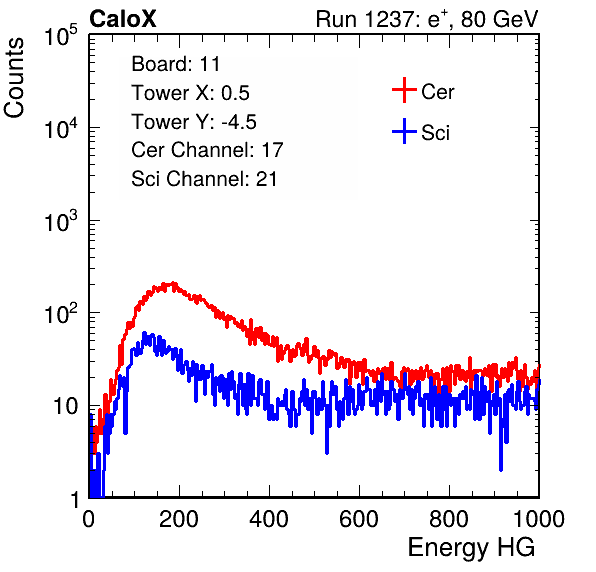 CaloX Run 1237: e+, 80 GeV
Board: 11
Tower X: 0.5
Tower Y: -4.5
Cer Channel: 17
Sci Channel: 21
Cer
Sci
Counts
10^5
10^4
10^3
10^2
10
1
0 200 400 600 800 1000
Energy HG